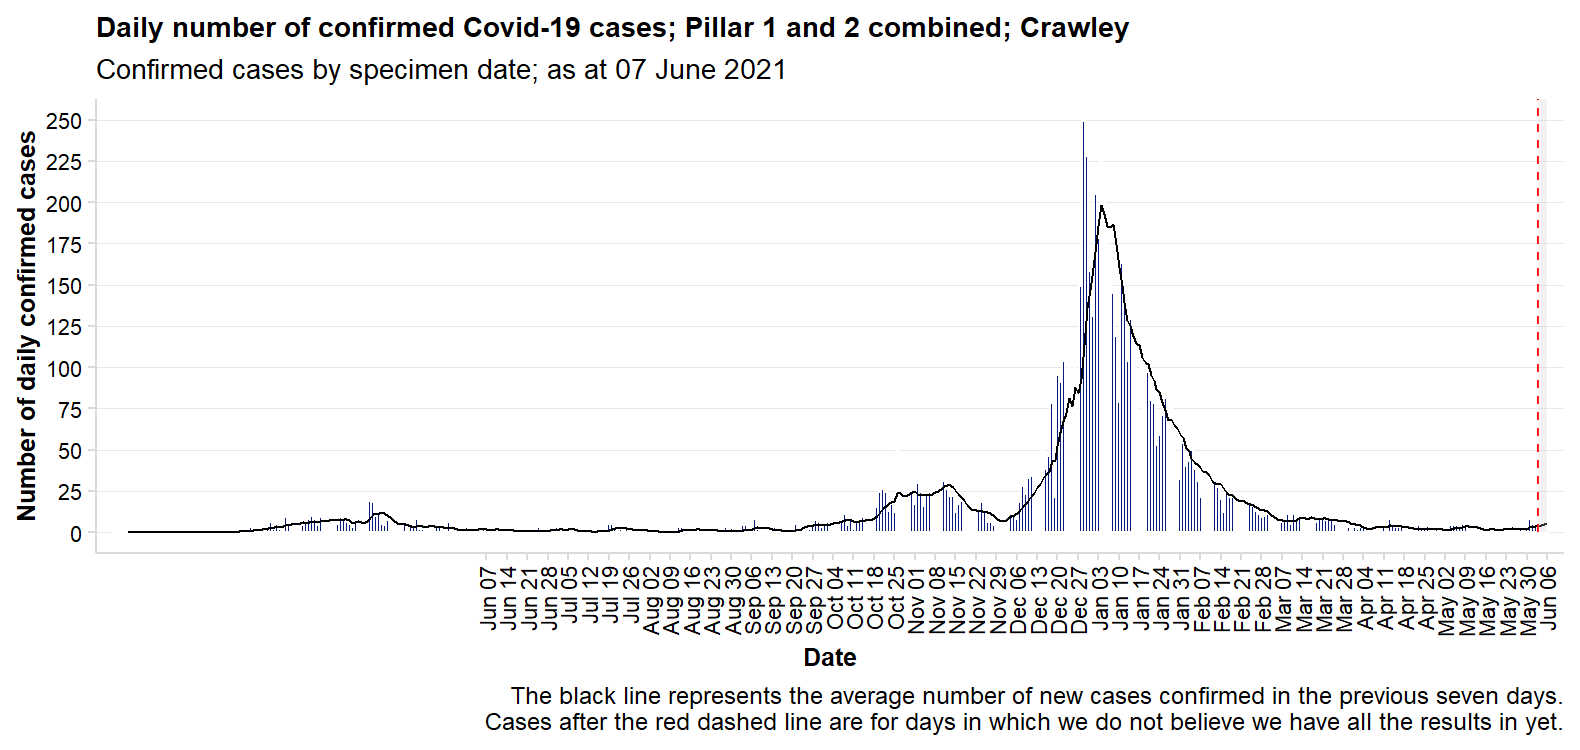 Daily number of confirmed Covid-19 cases; Pillar 1 and 2 combined; Crawley
Confirmed cases by specimen date; as at 07 June 2021
Number of daily confirmed cases
250
225
200
175
150
125
100
75
50
25
0
Jun 07
Jun 14
Jun 21
Jun 28
Jul 05
Jul 12
Jul 19
Jul 26
Aug 02
Aug 09
Aug 16
Aug 23
Aug 30
Sep 06
Sep 13
Sep 20
Sep 27
Oct 04
Oct 11
Oct 18
Oct 25
Nov 01
Nov 08
Nov 15
Nov 22
Nov 29
Dec 06
Dec 13
Dec 20
Dec 27
Jan 03
Jan 10
Jan 17
Jan 24
Jan 31
Feb 07
Feb 14
Feb 21
Feb 28
Mar 07
Mar 14
Mar 21
Mar 28
Apr 04
Apr 11
Apr 18
Apr 25
May 02
May 09
May 16
May 23
May 30
Jun 06
Date
The black line represents the average number of new cases confirmed in the previous seven days.
Cases after the red dashed line are for days in which we do not believe we have all the results in yet.